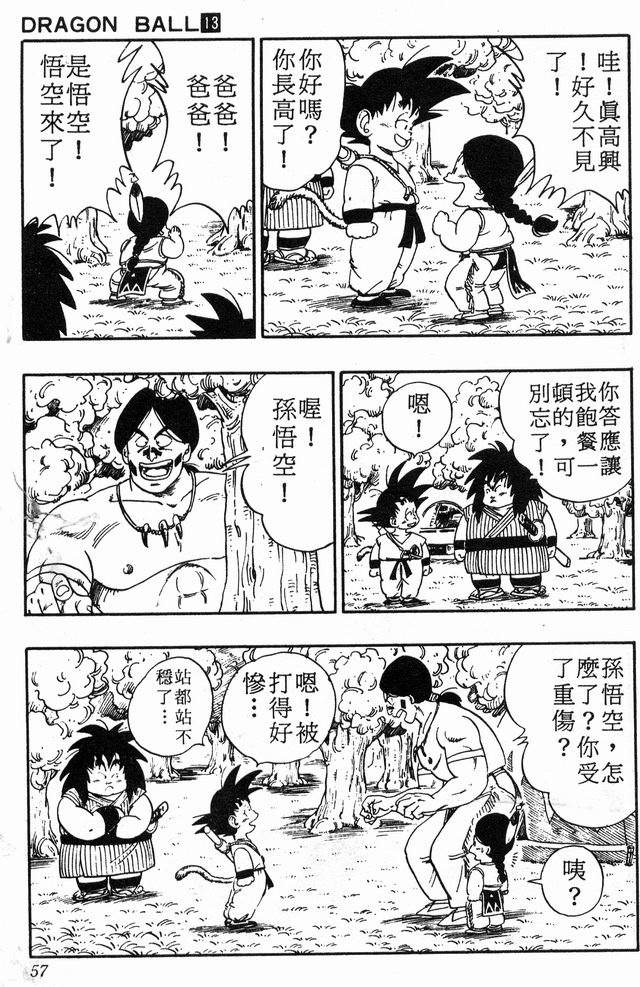 DRAGON BALL 13
哇！真高興
！好久不見
了！
你好嗎？
你長高了！
爸爸！
爸爸！
是悟空！
悟空來了！
你答應讓
我飽餐一
頓的，可
別忘了！
嗯！
喔！
孫悟空！
孫悟空，怎
麼了？你受
了重傷？
咦？
嗯！被
打得好
慘…
站都站不
穩了…
57